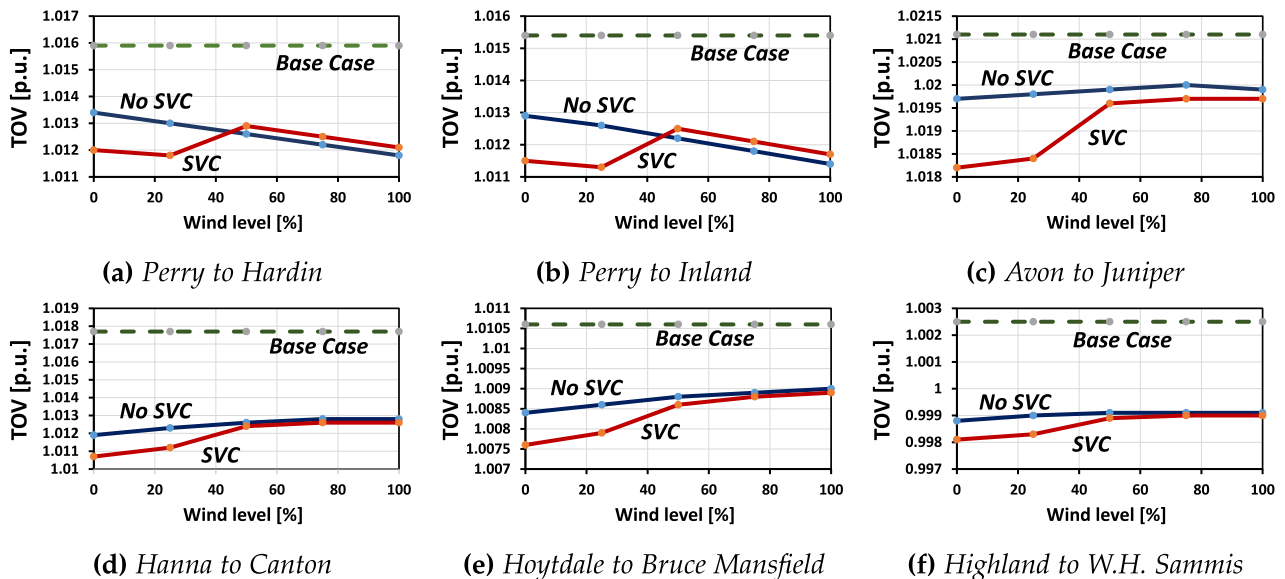 1.017
1.016
1.015
1.014
1.013
1.012
1.011
TOV [p.u.]
Base Case
No SVC
SVC
0 20 40 60 80 100
Wind level [%]
(a) Perry to Hardin
1.016
1.015
1.014
1.013
1.012
1.011
TOV [p.u.]
Base Case
No SVC
SVC
0 20 40 60 80 100
Wind level [%]
(b) Perry to Inland
1.0215
1.021
1.0205
1.02
1.0195
1.019
1.0185
1.018
TOV [p.u.]
Base Case
No SVC
SVC
0 20 40 60 80 100
Wind level [%]
(c) Avon to Juniper
1.019
1.018
1.017
1.016
1.015
1.014
1.013
1.012
1.011
1.01
TOV [p.u.]
Base Case
No SVC
SVC
0 20 40 60 80 100
Wind level [%]
(d) Hanna to Canton
1.011
1.0105
1.01
1.0095
1.009
1.0085
1.008
1.0075
1.007
TOV [p.u.]
Base Case
No SVC
SVC
0 20 40 60 80 100
Wind level [%]
(e) Hoytdale to Bruce Mansfield
1.003
1.002
1.001
1
0.999
0.998
0.997
TOV [p.u.]
Base Case
No SVC
SVC
0 20 40 60 80 100
Wind level [%]
(f) Highland to W.H. Sammis